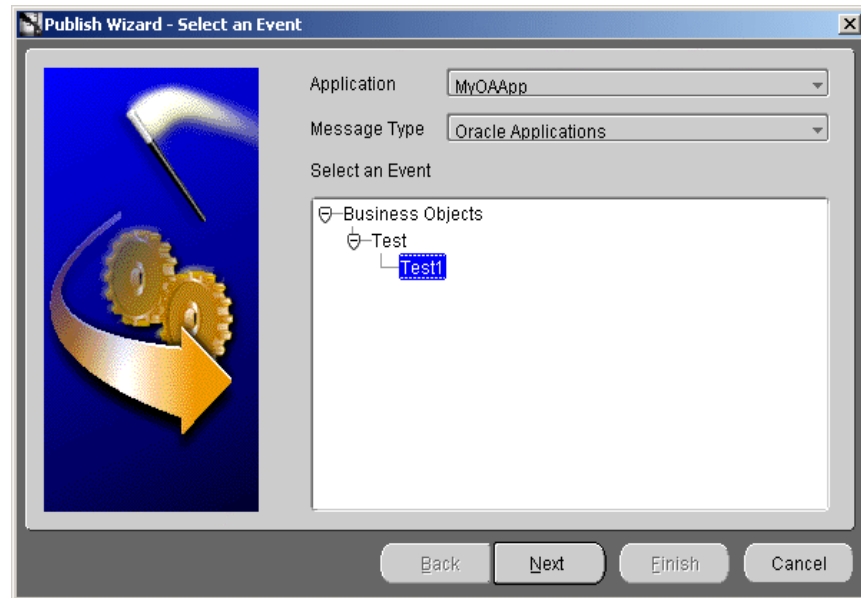 Publish Wizard - Select an Event
Application MyOAApp
Message Type Oracle Applications
Select an Event
Business Objects
Test
Test1
Back Next Finish Cancel